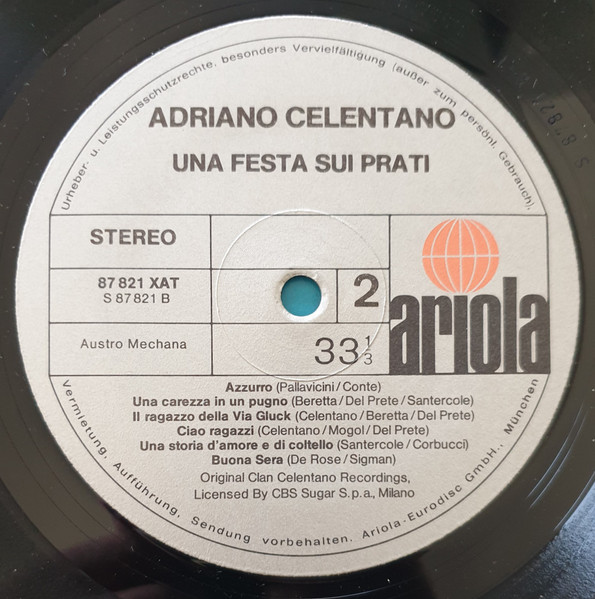 Urheber- u. Leistungsschutzrechte, besonders Vervielfältigung (außer zum persönl. Gebrauch),
ADRIANO CELENTANO
UNA FESTA SUI PRATI
STEREO
87 821 XAT
S 87 821 B
2
ariola
Austro Mechana
33 1/3
Azzurro (Pallavicini/Conte)
Una carezza in un pugno (Beretta/Del Prete/Santercole)
Il ragazzo della Via Gluck (Celentano/Beretta/Del Prete)
Ciao ragazzi (Celentano/Mogol/Del Prete)
Una storia d'amore e di coltello (Santercole/Corbucci)
Buona Sera (De Rose/Sigman)
Original Clan Celentano Recordings,
Licensed By CBS Sugar S.p.a., Milano
Vermietung, Aufführung, Sendung vorbehalten. Ariola-Eurodisc GmbH., München